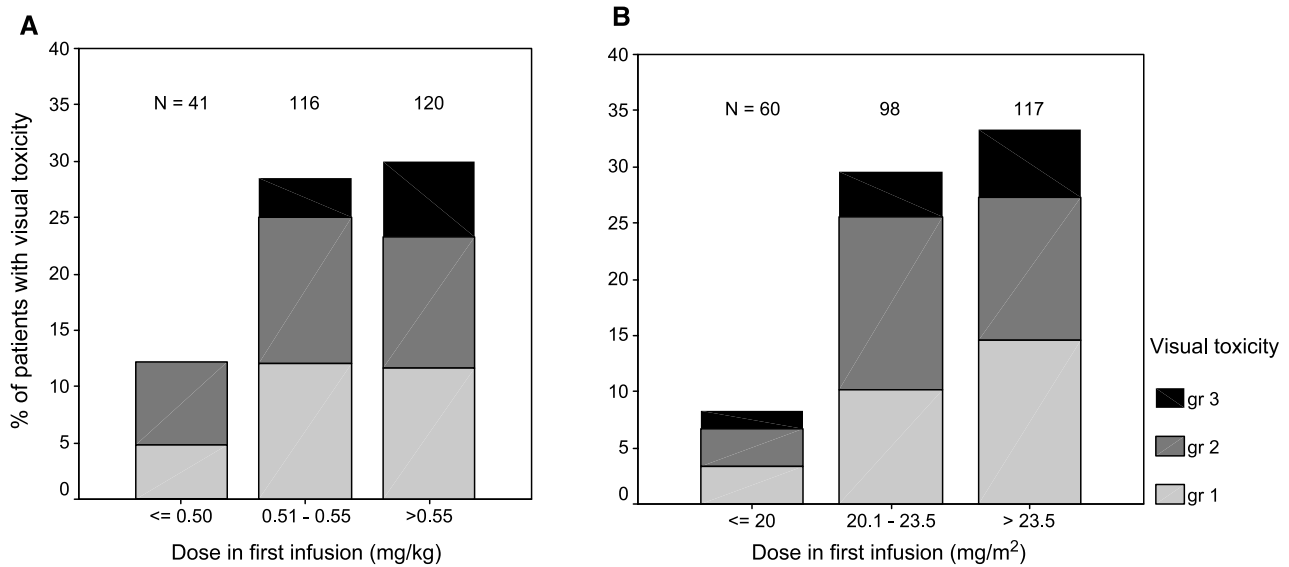 A
% of patients with visual toxicity
40
35
30
25
20
15
10
5
0
N = 41 116 120
<= 0.50 0.51 - 0.55 >0.55
Dose in first infusion (mg/kg)
B
40
35
30
25
20
15
10
5
0
N = 60 98 117
<= 20 20.1 - 23.5 > 23.5
Dose in first infusion (mg/m²)
Visual toxicity
gr 3
gr 2
gr 1